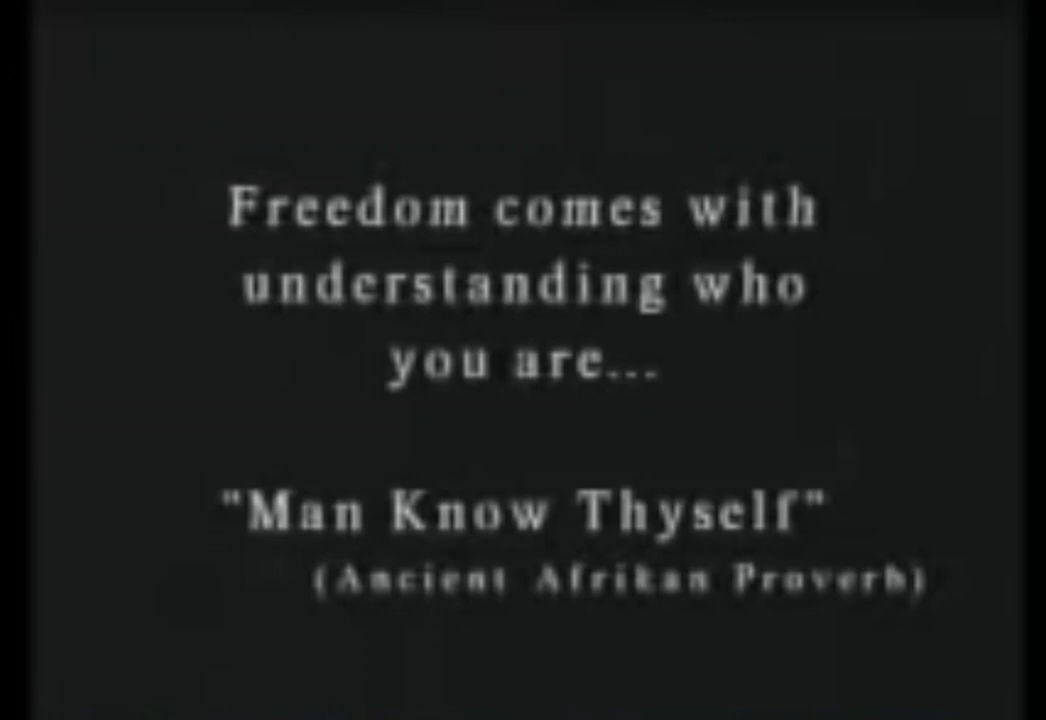 Freedom comes with
understanding who
you are...
"Man Know Thyself"
(Ancient Afrikan Proverb)